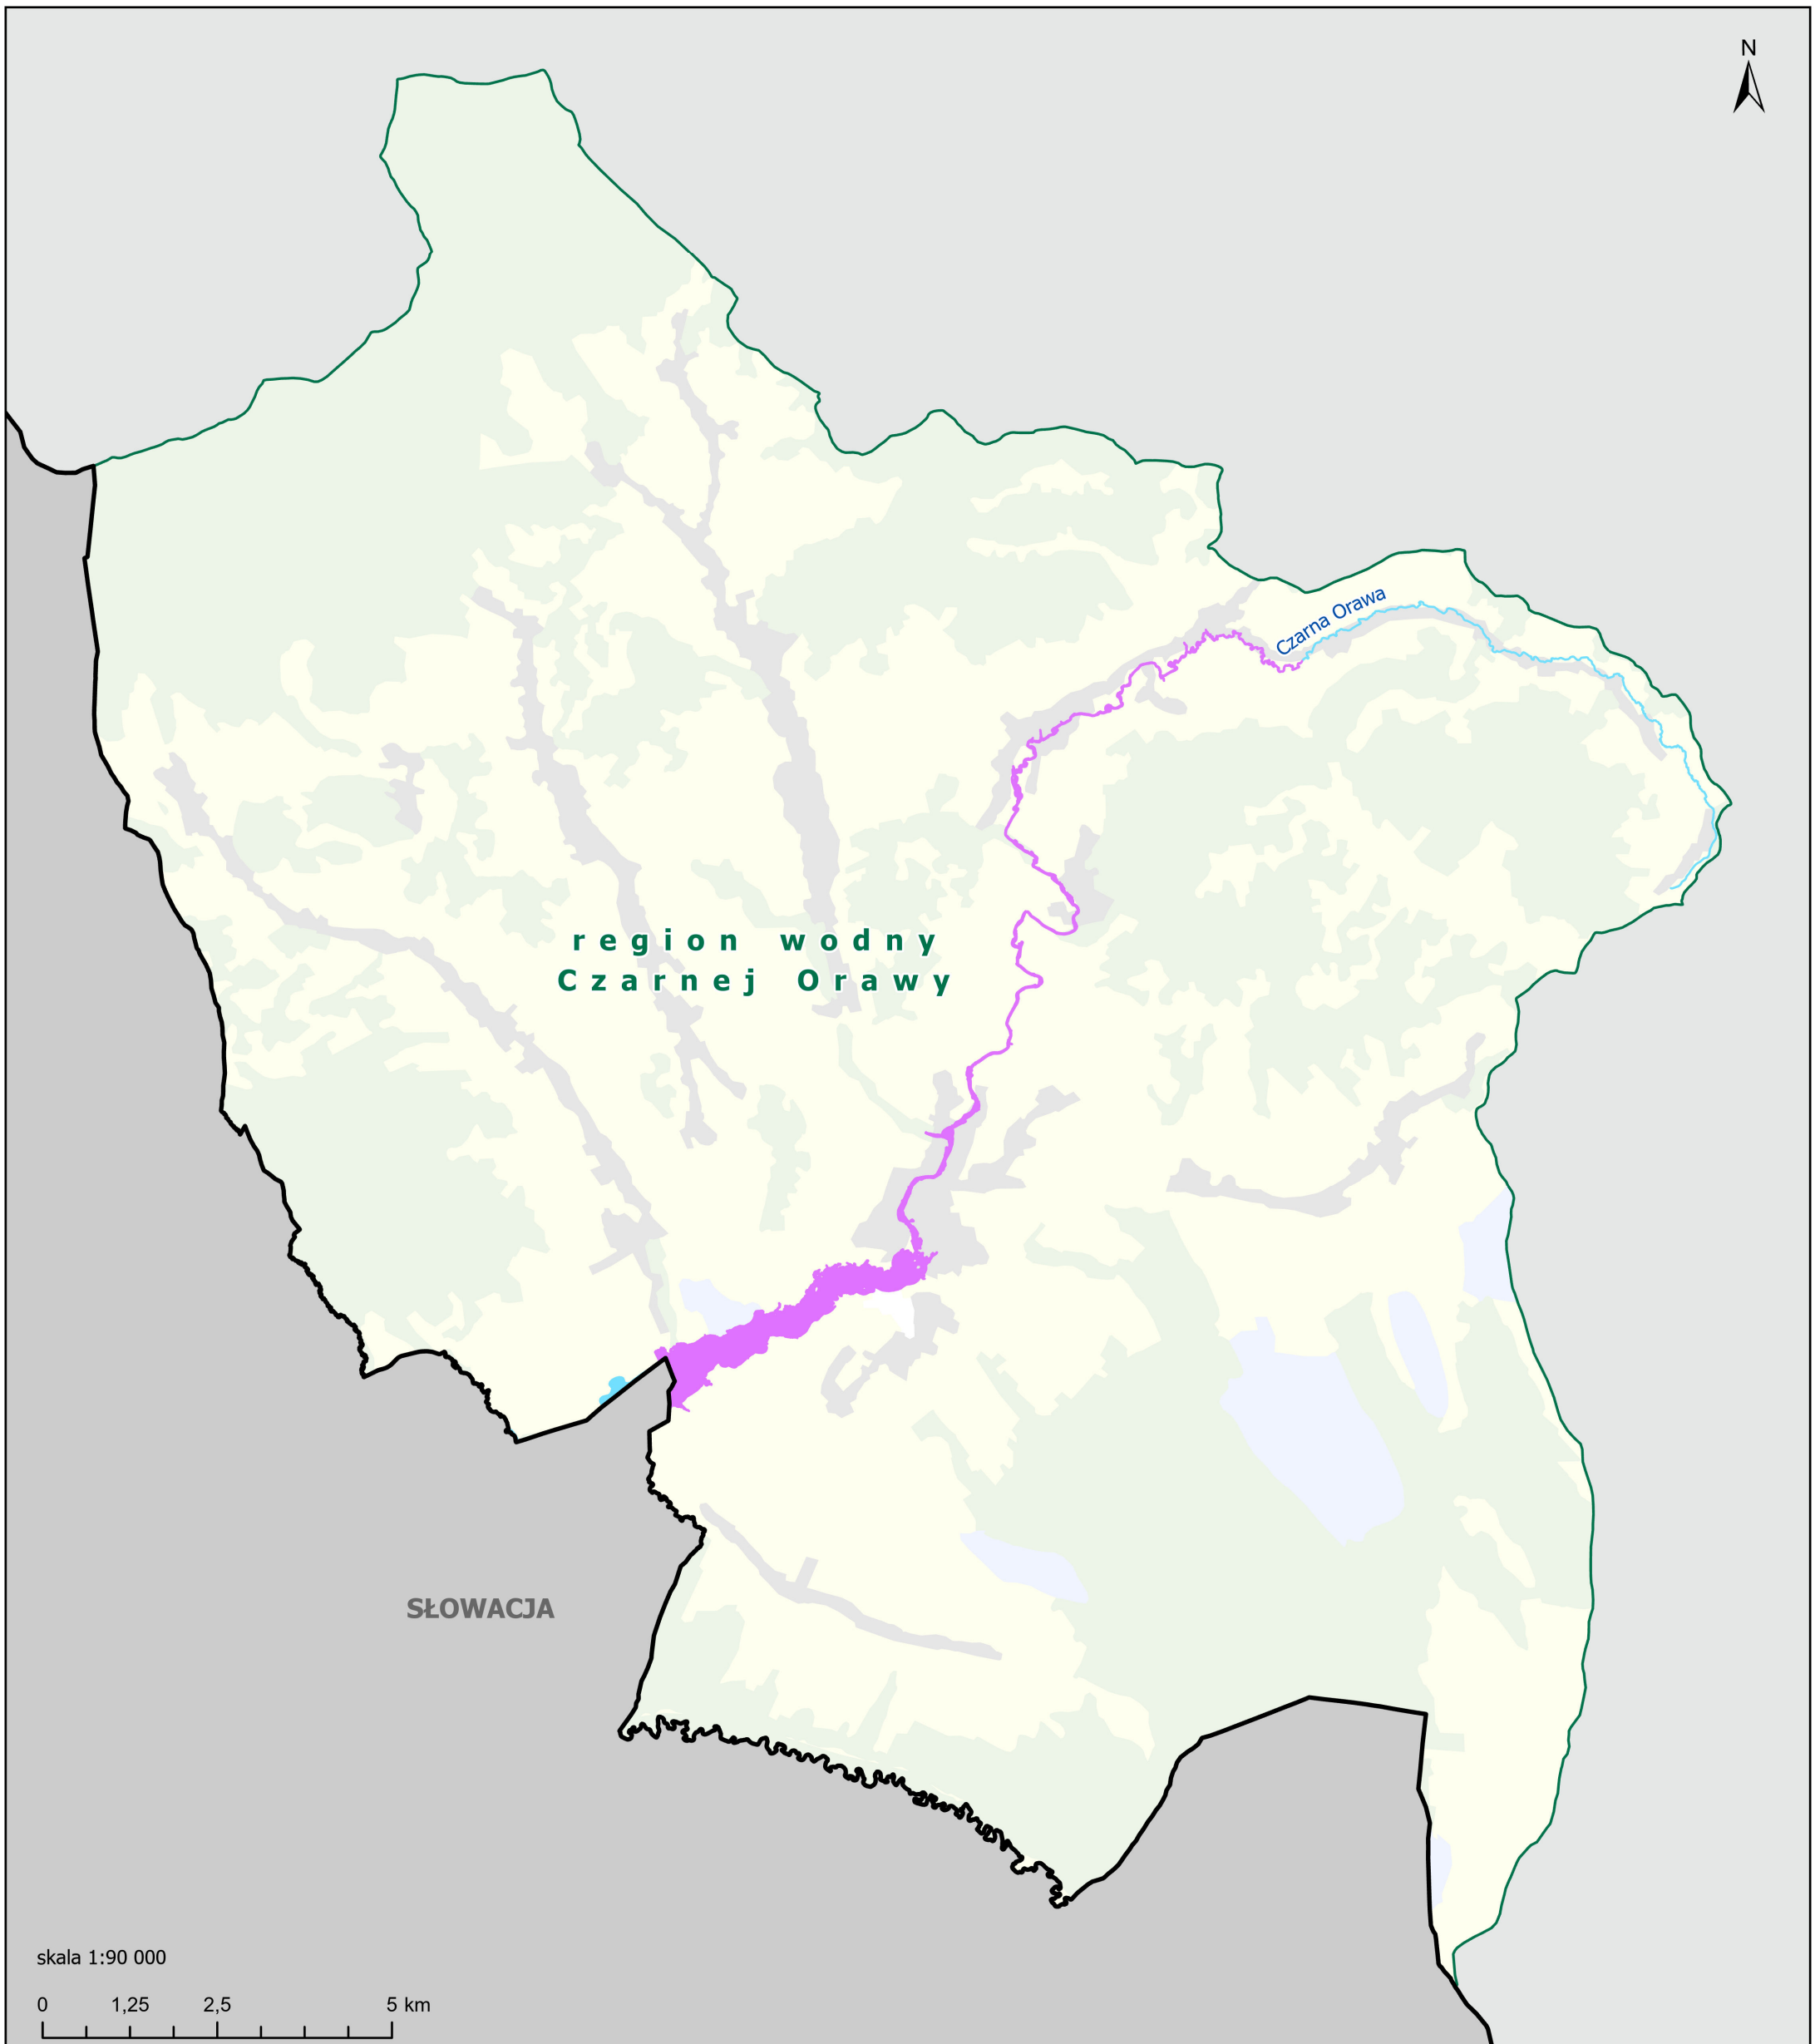 N
Czarna Orawa
region wodny
Czarnej Orawy
SŁOWACJA
skala 1:90 000
0 1,25 2,5 5 km